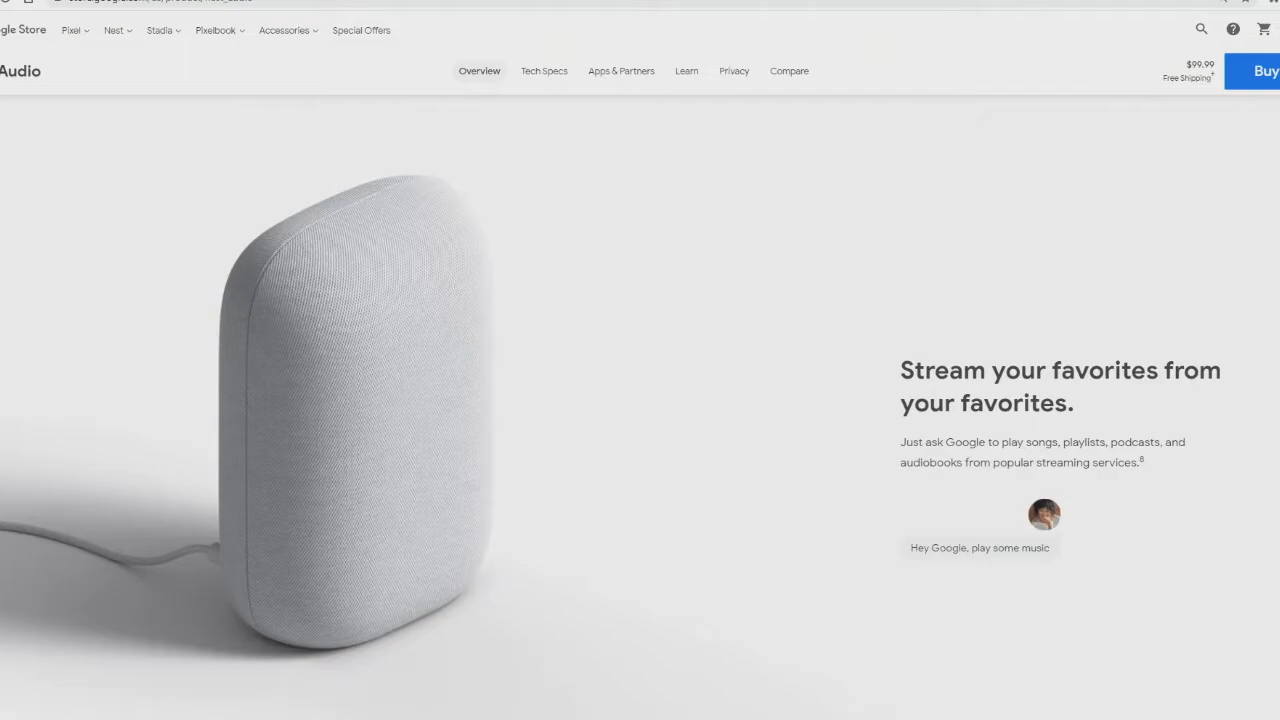 gle Store Pixel Nest Stadia Pixelbook Accessories Special Offers
Audio Overview Tech Specs Apps & Partners Learn Privacy Compare $99.99 Buy
Free Shipping†
Stream your favorites from
your favorites.
Just ask Google to play songs, playlists, podcasts, and
audiobooks from popular streaming services.8
Hey Google, play some music